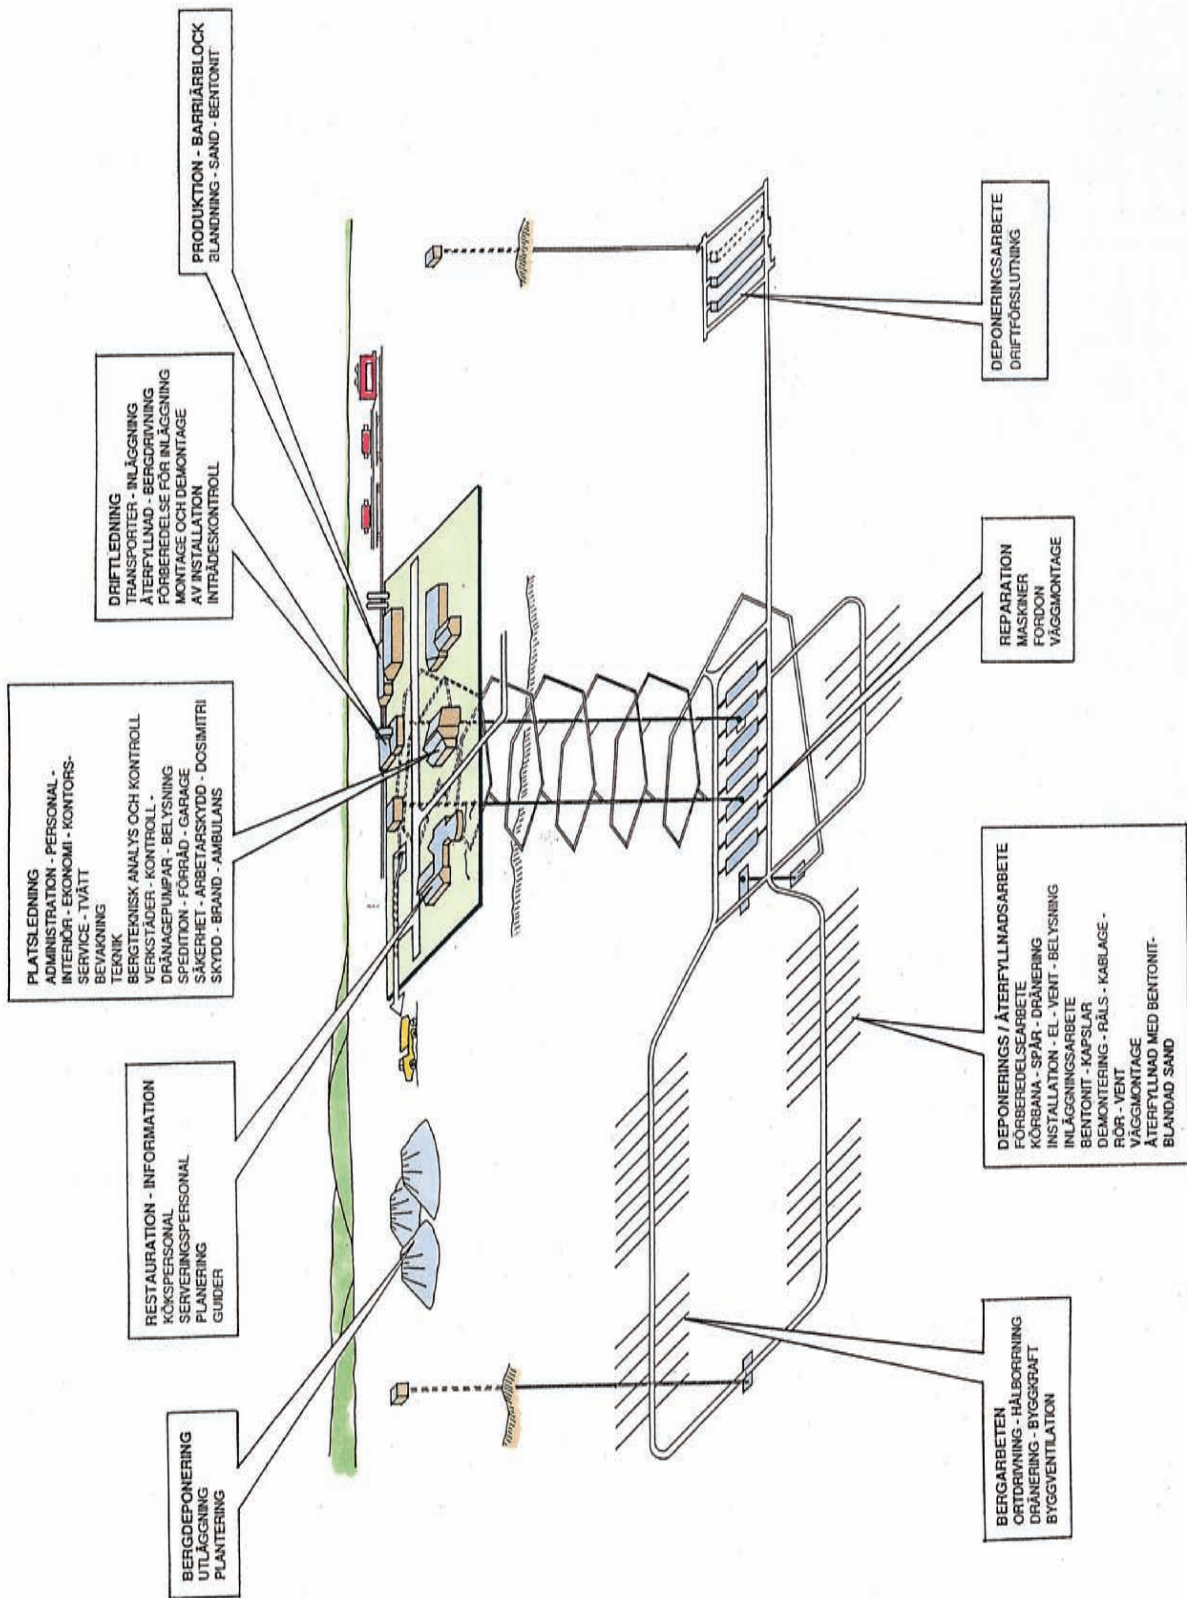 BERGDEPONERING
UTLÄGGNING
PLANTERING
RESTAURATION - INFORMATION
KÖKSPERSONAL
SERVERINGSPERSONAL
PLANERING
GUIDER
PLATSLEDNING
ADMINISTRATION - PERSONAL -
INTERIÖR - EKONOMI - KONTORS-
SERVICE - TVÄTT
BEVAKNING
TEKNIK
BERGTEKNISK ANALYS OCH KONTROLL
VERKSTÄDER - KONTROLL -
DRÄNAGEPUMPAR - BELYSNING
SPEDITION - FÖRRÅD - GARAGE
SÄKERHET - ARBETARSKYDD - DOSIMITRI
SKYDD - BRAND - AMBULANS
DRIFTLEDNING
TRANSPORTER - INLÄGGNING
ÅTERFYLLNAD - BERGDRIVNING
FÖRBEREDELSE FÖR INLÄGGNING
MONTAGE OCH DEMONTAGE
AV INSTALLATION
INTRÄDESKONTROLL
PRODUKTION - BARRIÄRBLOCK
BLANDNING - SAND - BENTONIT
BERGARBETEN
ORTDRIVNING - HÅLBORRNING
DRÄNERING - BYGGKRAFT
BYGGVENTILATION
DEPONERINGS / ÅTERFYLLNADSARBETE
FÖRBEREDELSEARBETE
KÖRBANA - SPÅR - DRÄNERING
INSTALLATION - EL - VENT - BELYSNING
INLÄGGNINGSARBETE
BENTONIT - KAPSLAR
DEMONTERING - RÄLS - KABLAGE -
RÖR - VENT
VÄGGMONTAGE
ÅTERFYLLNAD MED BENTONIT-
BLANDAD SAND
REPARATION
MASKINER
FORDON
VÄGGMONTAGE
DEPONERINGSARBETE
DRIFTFÖRSLUTNING